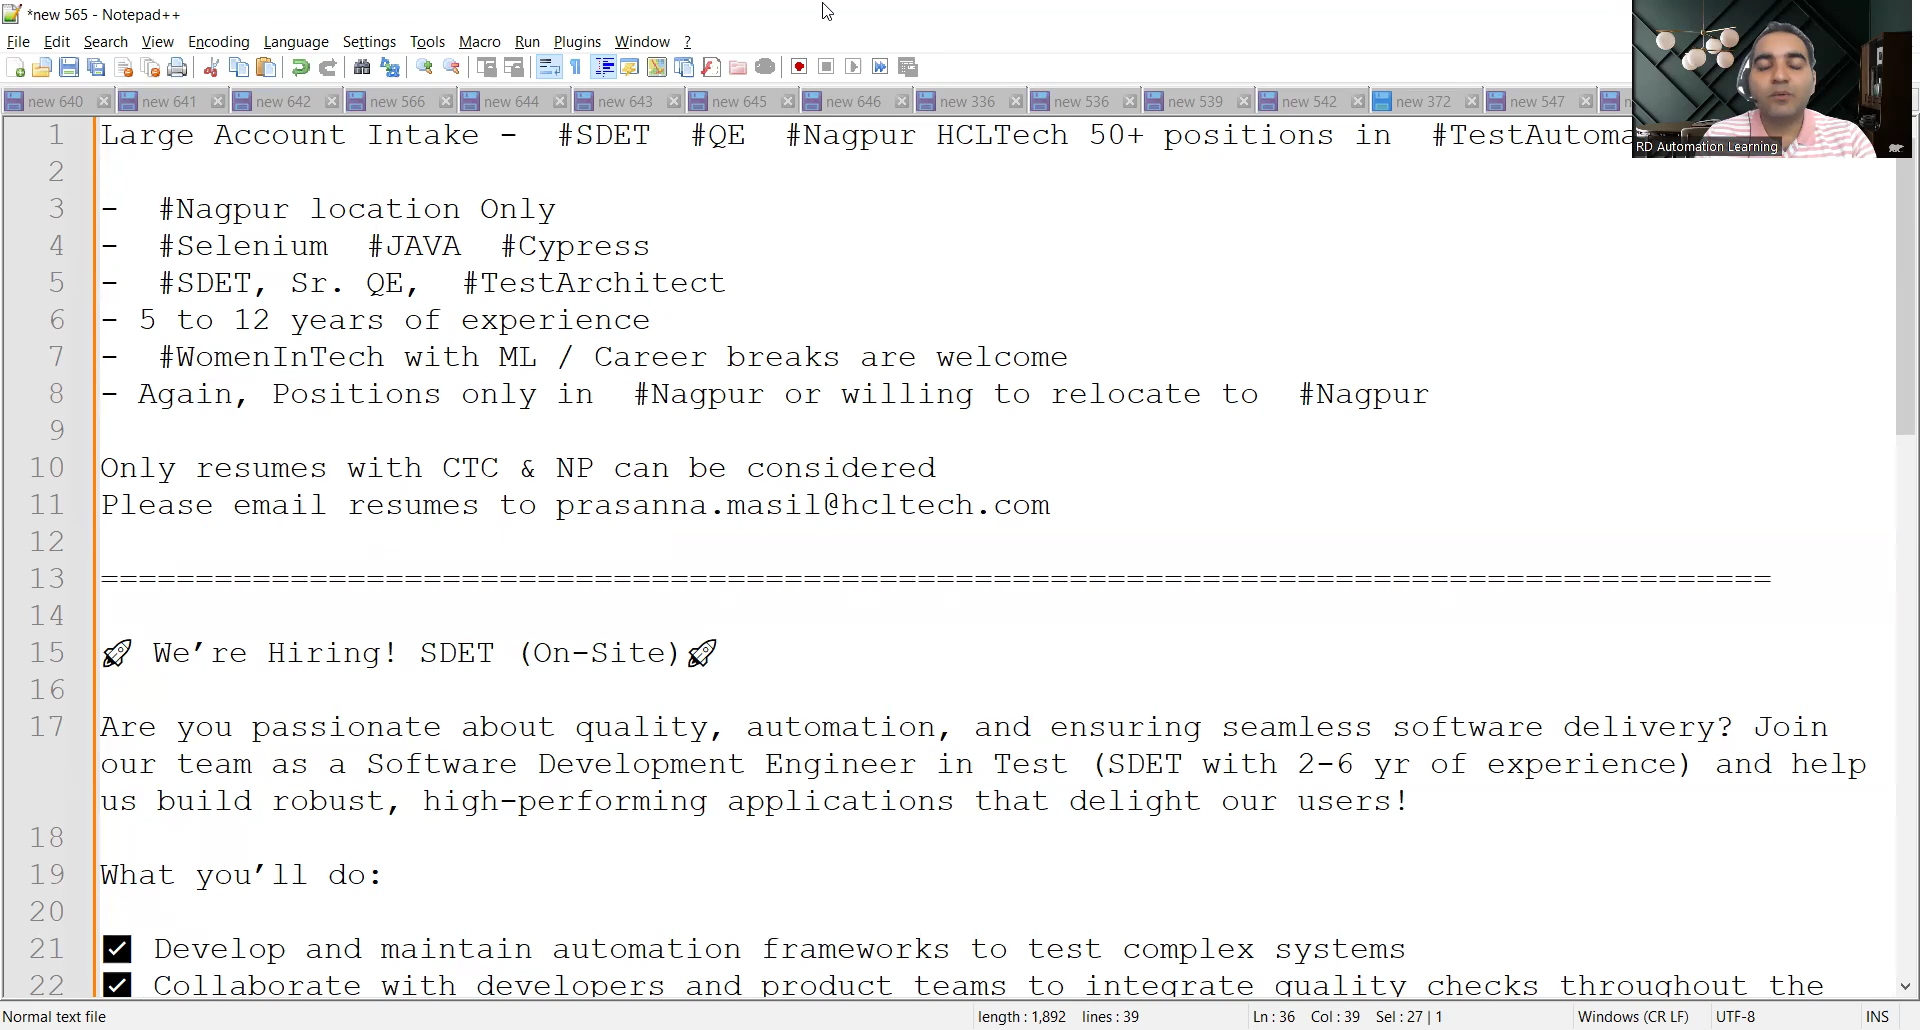 *new 565 - Notepad++
File Edit Search View Encoding Language Settings Tools Macro Run Plugins Window ?
new 640 new 641 new 642 new 566 new 644 new 643 new 645 new 646 new 336 new 536 new 539 new 542 new 372 new 547
RD Automation Learning
1 Large Account Intake - #SDET #QE #Nagpur HCLTech 50+ positions in #TestAutoma
2
3 - #Nagpur location Only
4 - #Selenium #JAVA #Cypress
5 - #SDET, Sr. QE, #TestArchitect
6 - 5 to 12 years of experience
7 - #WomenInTech with ML / Career breaks are welcome
8 - Again, Positions only in #Nagpur or willing to relocate to #Nagpur
9
10 Only resumes with CTC & NP can be considered
11 Please email resumes to prasanna.masil@hcltech.com
12
13 ========================================================================================
14
15 🚀 We’re Hiring! SDET (On-Site)🚀
16
17 Are you passionate about quality, automation, and ensuring seamless software delivery? Join
our team as a Software Development Engineer in Test (SDET with 2-6 yr of experience) and help
us build robust, high-performing applications that delight our users!
18
19 What you’ll do:
20
21 ✅ Develop and maintain automation frameworks to test complex systems
22 ✅ Collaborate with developers and product teams to integrate quality checks throughout the
Normal text file length : 1,892 lines : 39 Ln : 36 Col : 39 Sel : 27 | 1 Windows (CR LF) UTF-8 INS